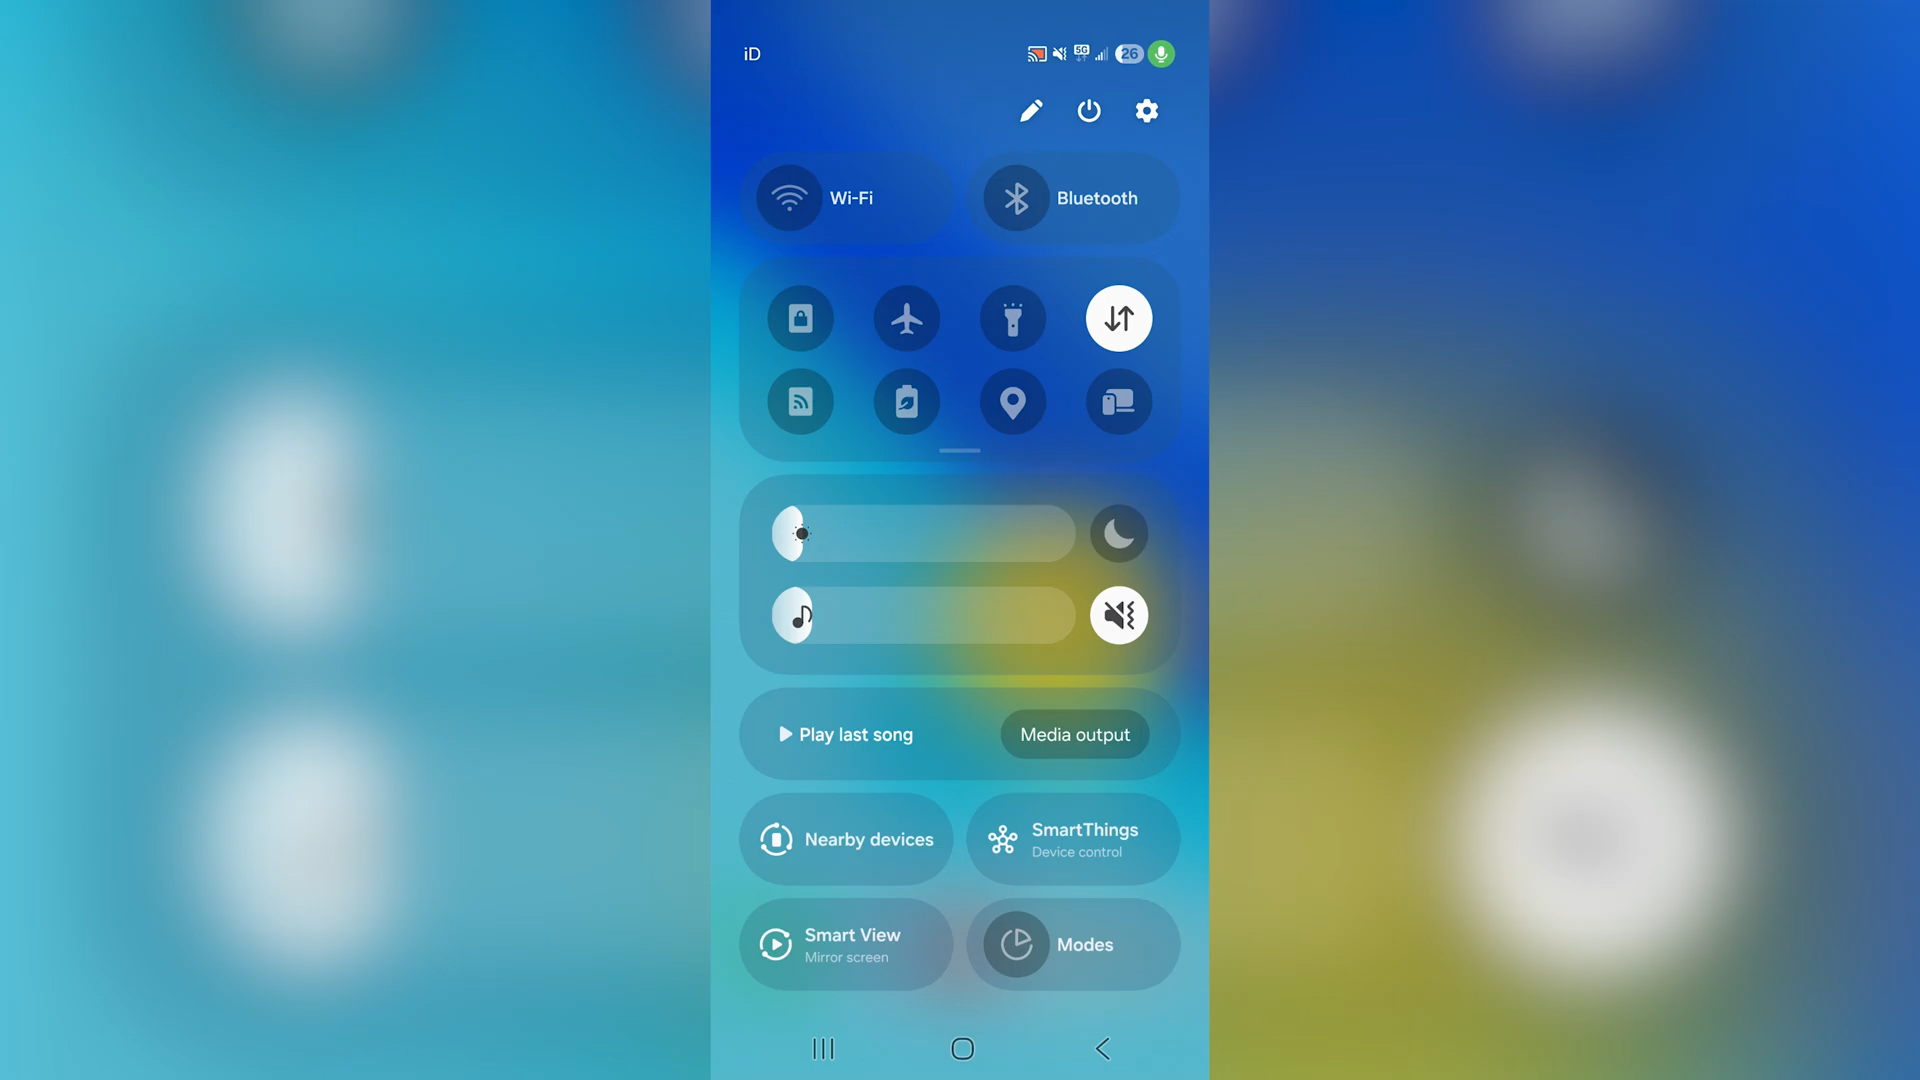 iD
5G
26
Wi-Fi
Bluetooth
Play last song
Media output
Nearby devices
SmartThings
Device control
Smart View
Mirror screen
Modes